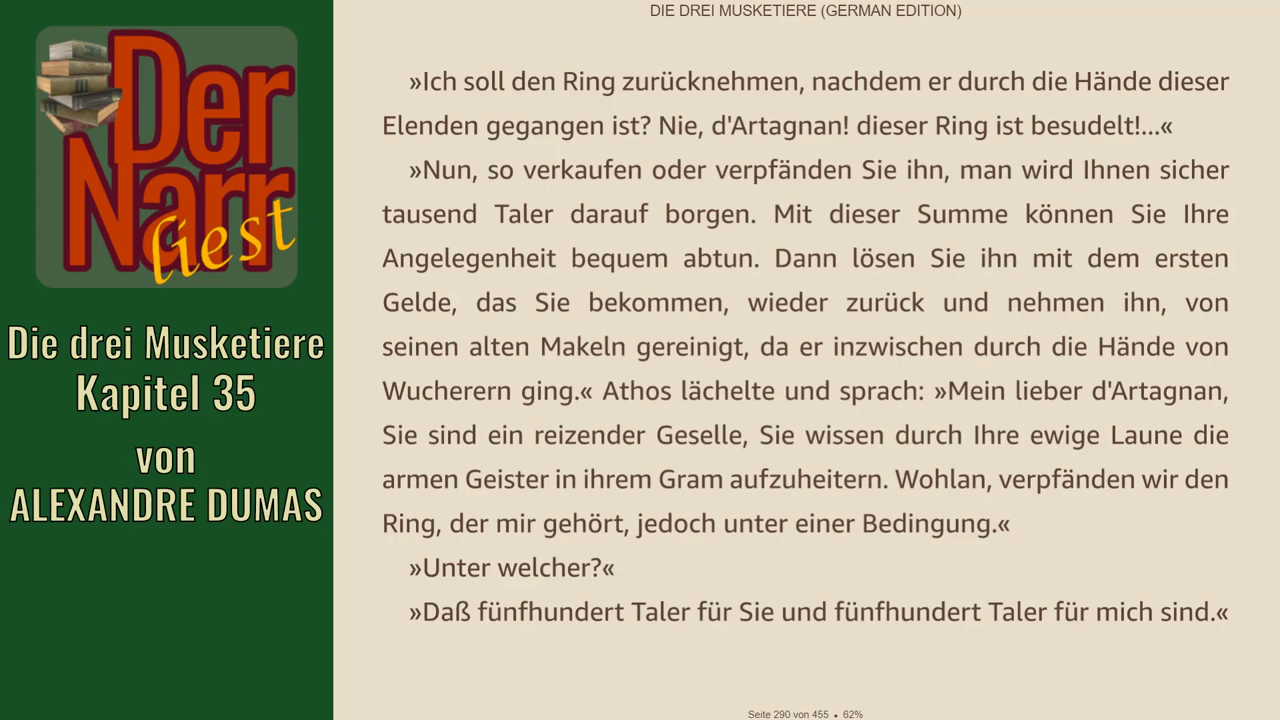 Der
Narr
liest
Die drei Musketiere
Kapitel 35
von
ALEXANDRE DUMAS
DIE DREI MUSKETIERE (GERMAN EDITION)
»Ich soll den Ring zurücknehmen, nachdem er durch die Hände dieser
Elenden gegangen ist? Nie, d'Artagnan! dieser Ring ist besudelt!...«
»Nun, so verkaufen oder verpfänden Sie ihn, man wird Ihnen sicher
tausend Taler darauf borgen. Mit dieser Summe können Sie Ihre
Angelegenheit bequem abtun. Dann lösen Sie ihn mit dem ersten
Gelde, das Sie bekommen, wieder zurück und nehmen ihn, von
seinen alten Makeln gereinigt, da er inzwischen durch die Hände von
Wucherern ging.« Athos lächelte und sprach: »Mein lieber d'Artagnan,
Sie sind ein reizender Geselle, Sie wissen durch Ihre ewige Laune die
armen Geister in ihrem Gram aufzuheitern. Wohlan, verpfänden wir den
Ring, der mir gehört, jedoch unter einer Bedingung.«
»Unter welcher?«
»Daß fünfhundert Taler für Sie und fünfhundert Taler für mich sind.«
Seite 290 von 455 • 62%